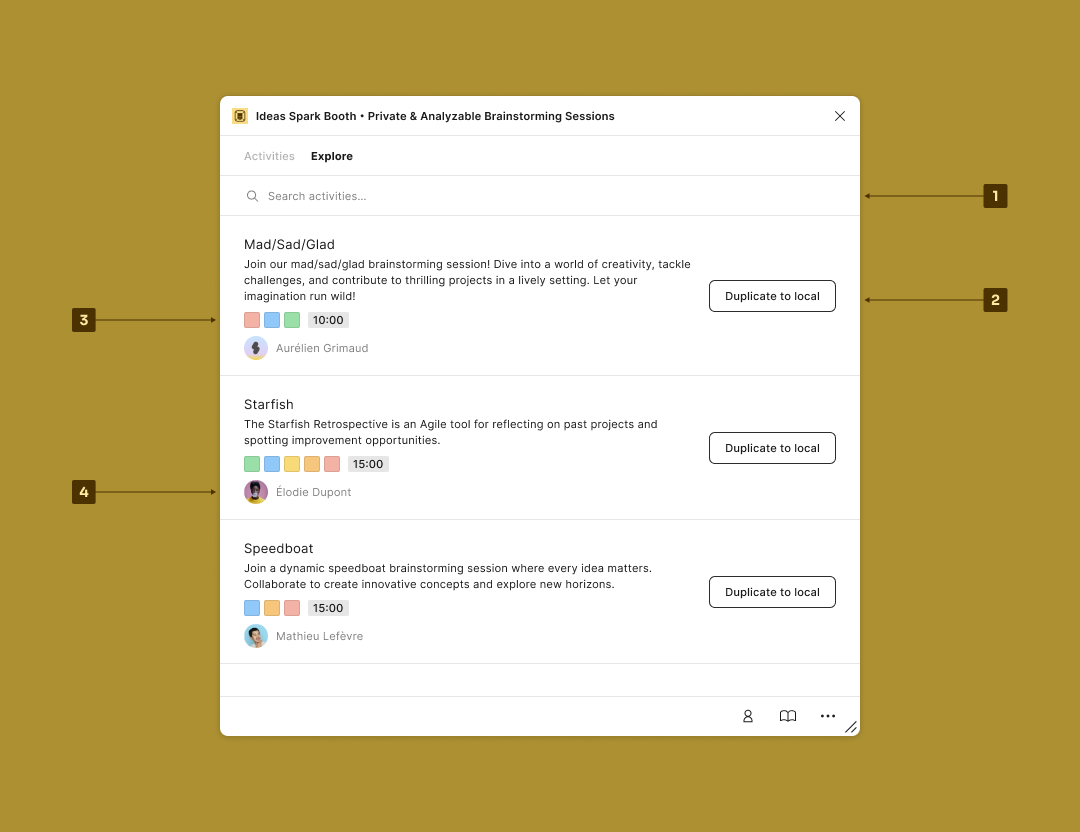 Ideas Spark Booth • Private & Analyzable Brainstorming Sessions
Activities Explore
Search activities...
1
Mad/Sad/Glad
Join our mad/sad/glad brainstorming session! Dive into a world of creativity, tackle
challenges, and contribute to thrilling projects in a lively setting. Let your
imagination run wild!
Duplicate to local
2
3
10:00
Aurélien Grimaud
Starfish
The Starfish Retrospective is an Agile tool for reflecting on past projects and
spotting improvement opportunities.
Duplicate to local
15:00
4
Élodie Dupont
Speedboat
Join a dynamic speedboat brainstorming session where every idea matters.
Collaborate to create innovative concepts and explore new horizons.
Duplicate to local
15:00
Mathieu Lefèvre